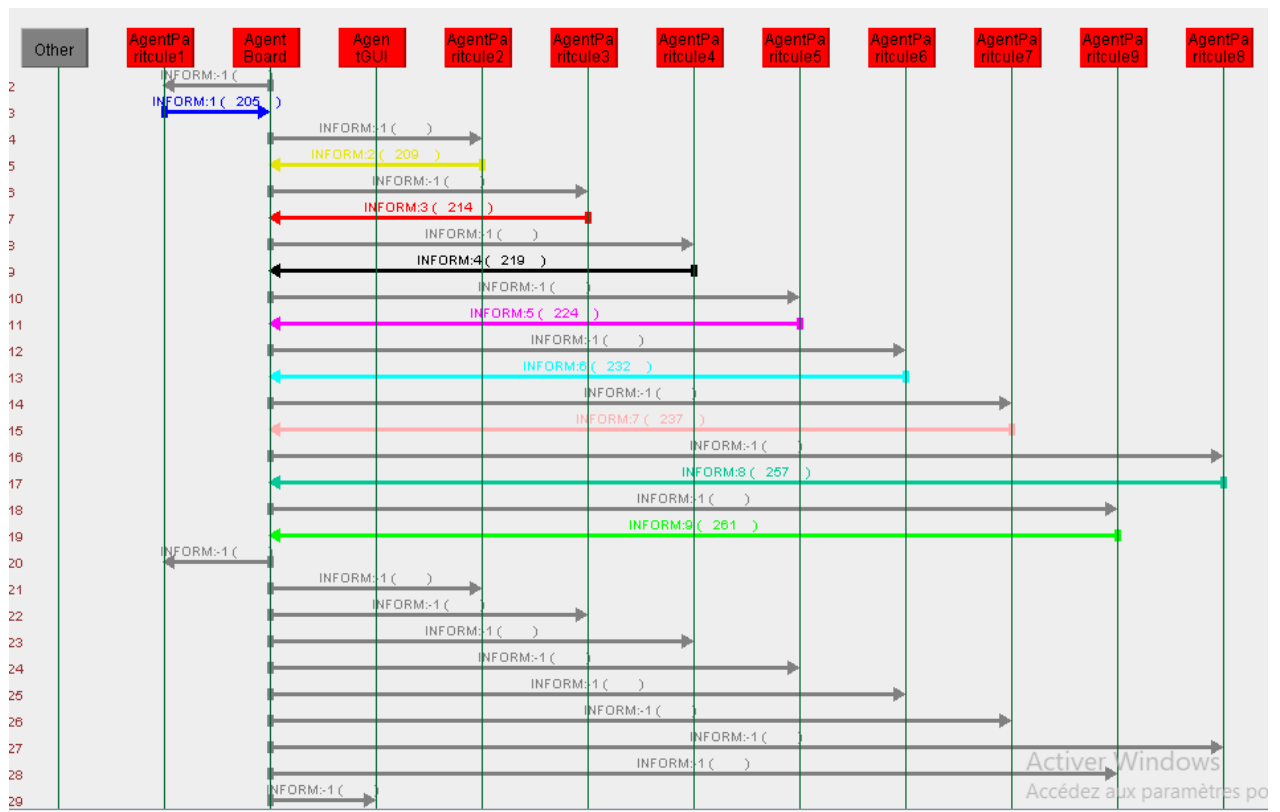 Other
AgentPa
ritcule1
Agent
Board
Agen
tGUI
AgentPa
ritcule2
AgentPa
ritcule3
AgentPa
ritcule4
AgentPa
ritcule5
AgentPa
ritcule6
AgentPa
ritcule7
AgentPa
ritcule9
AgentPa
ritcule8
INFORM:-1 (
2
INFORM:1 ( 205 )
3
INFORM:-1 ( )
4
INFORM:2 ( 209 )
5
INFORM:-1 ( )
6
INFORM:3 ( 214 )
7
INFORM:-1 ( )
8
INFORM:4 ( 219 )
9
INFORM:-1 ( )
10
INFORM:5 ( 224 )
11
INFORM:-1 ( )
12
INFORM:6 ( 232 )
13
INFORM:-1 ( )
14
INFORM:7 ( 237 )
15
INFORM:-1 ( )
16
INFORM:8 ( 257 )
17
INFORM:-1 ( )
18
INFORM:9 ( 261 )
19
INFORM:-1 (
20
INFORM:-1 ( )
21
INFORM:-1 ( )
22
INFORM:-1 ( )
23
INFORM:-1 ( )
24
INFORM:-1 ( )
25
INFORM:-1 ( )
26
INFORM:-1 ( )
27
INFORM:-1 ( )
28
INFORM:-1 ( )
29
Activer Windows
Accédez aux paramètres po